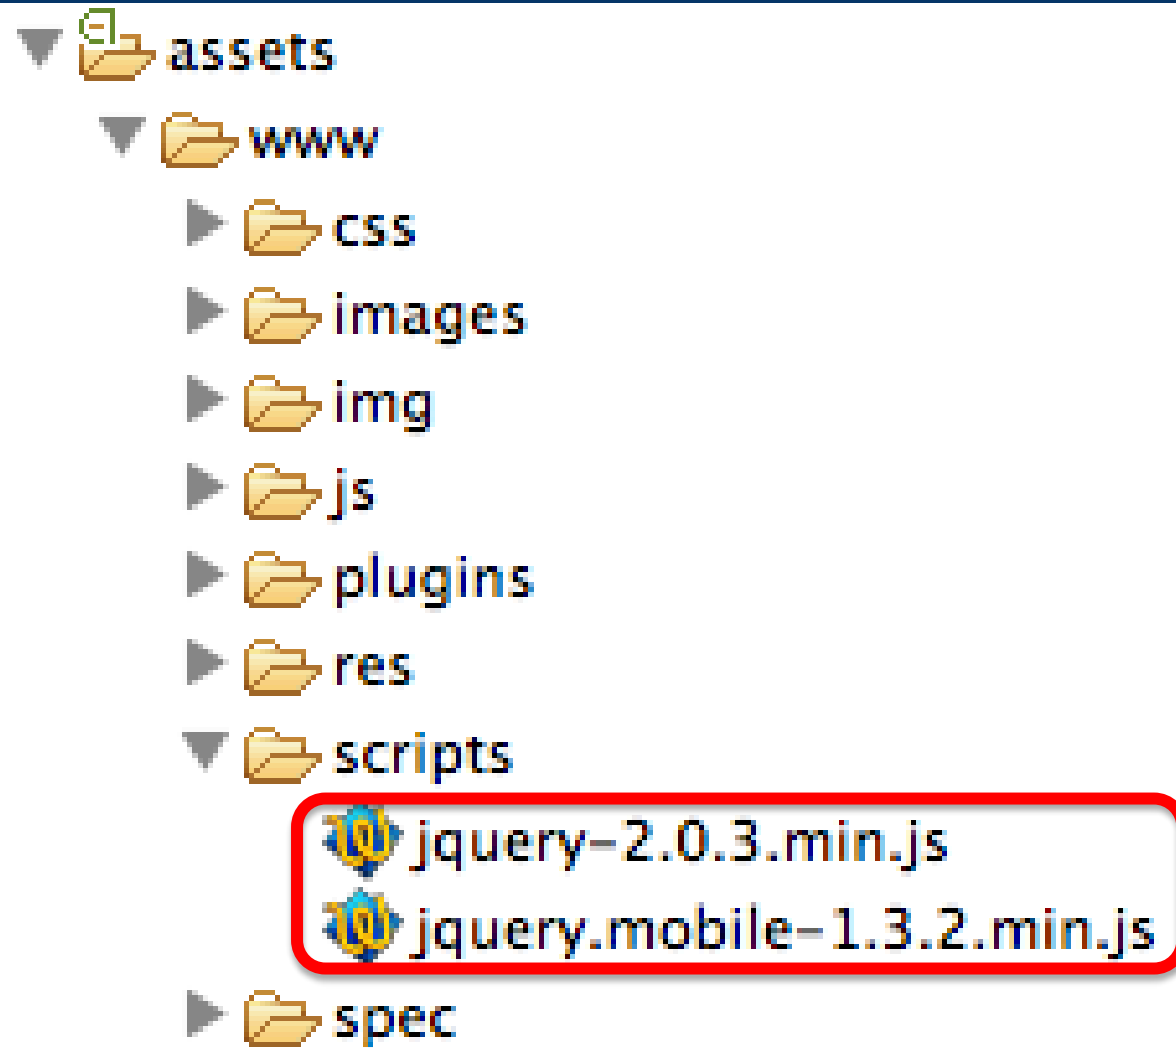 assets
www
css
images
img
js
plugins
res
scripts
jquery-2.0.3.min.js
jquery.mobile-1.3.2.min.js
spec